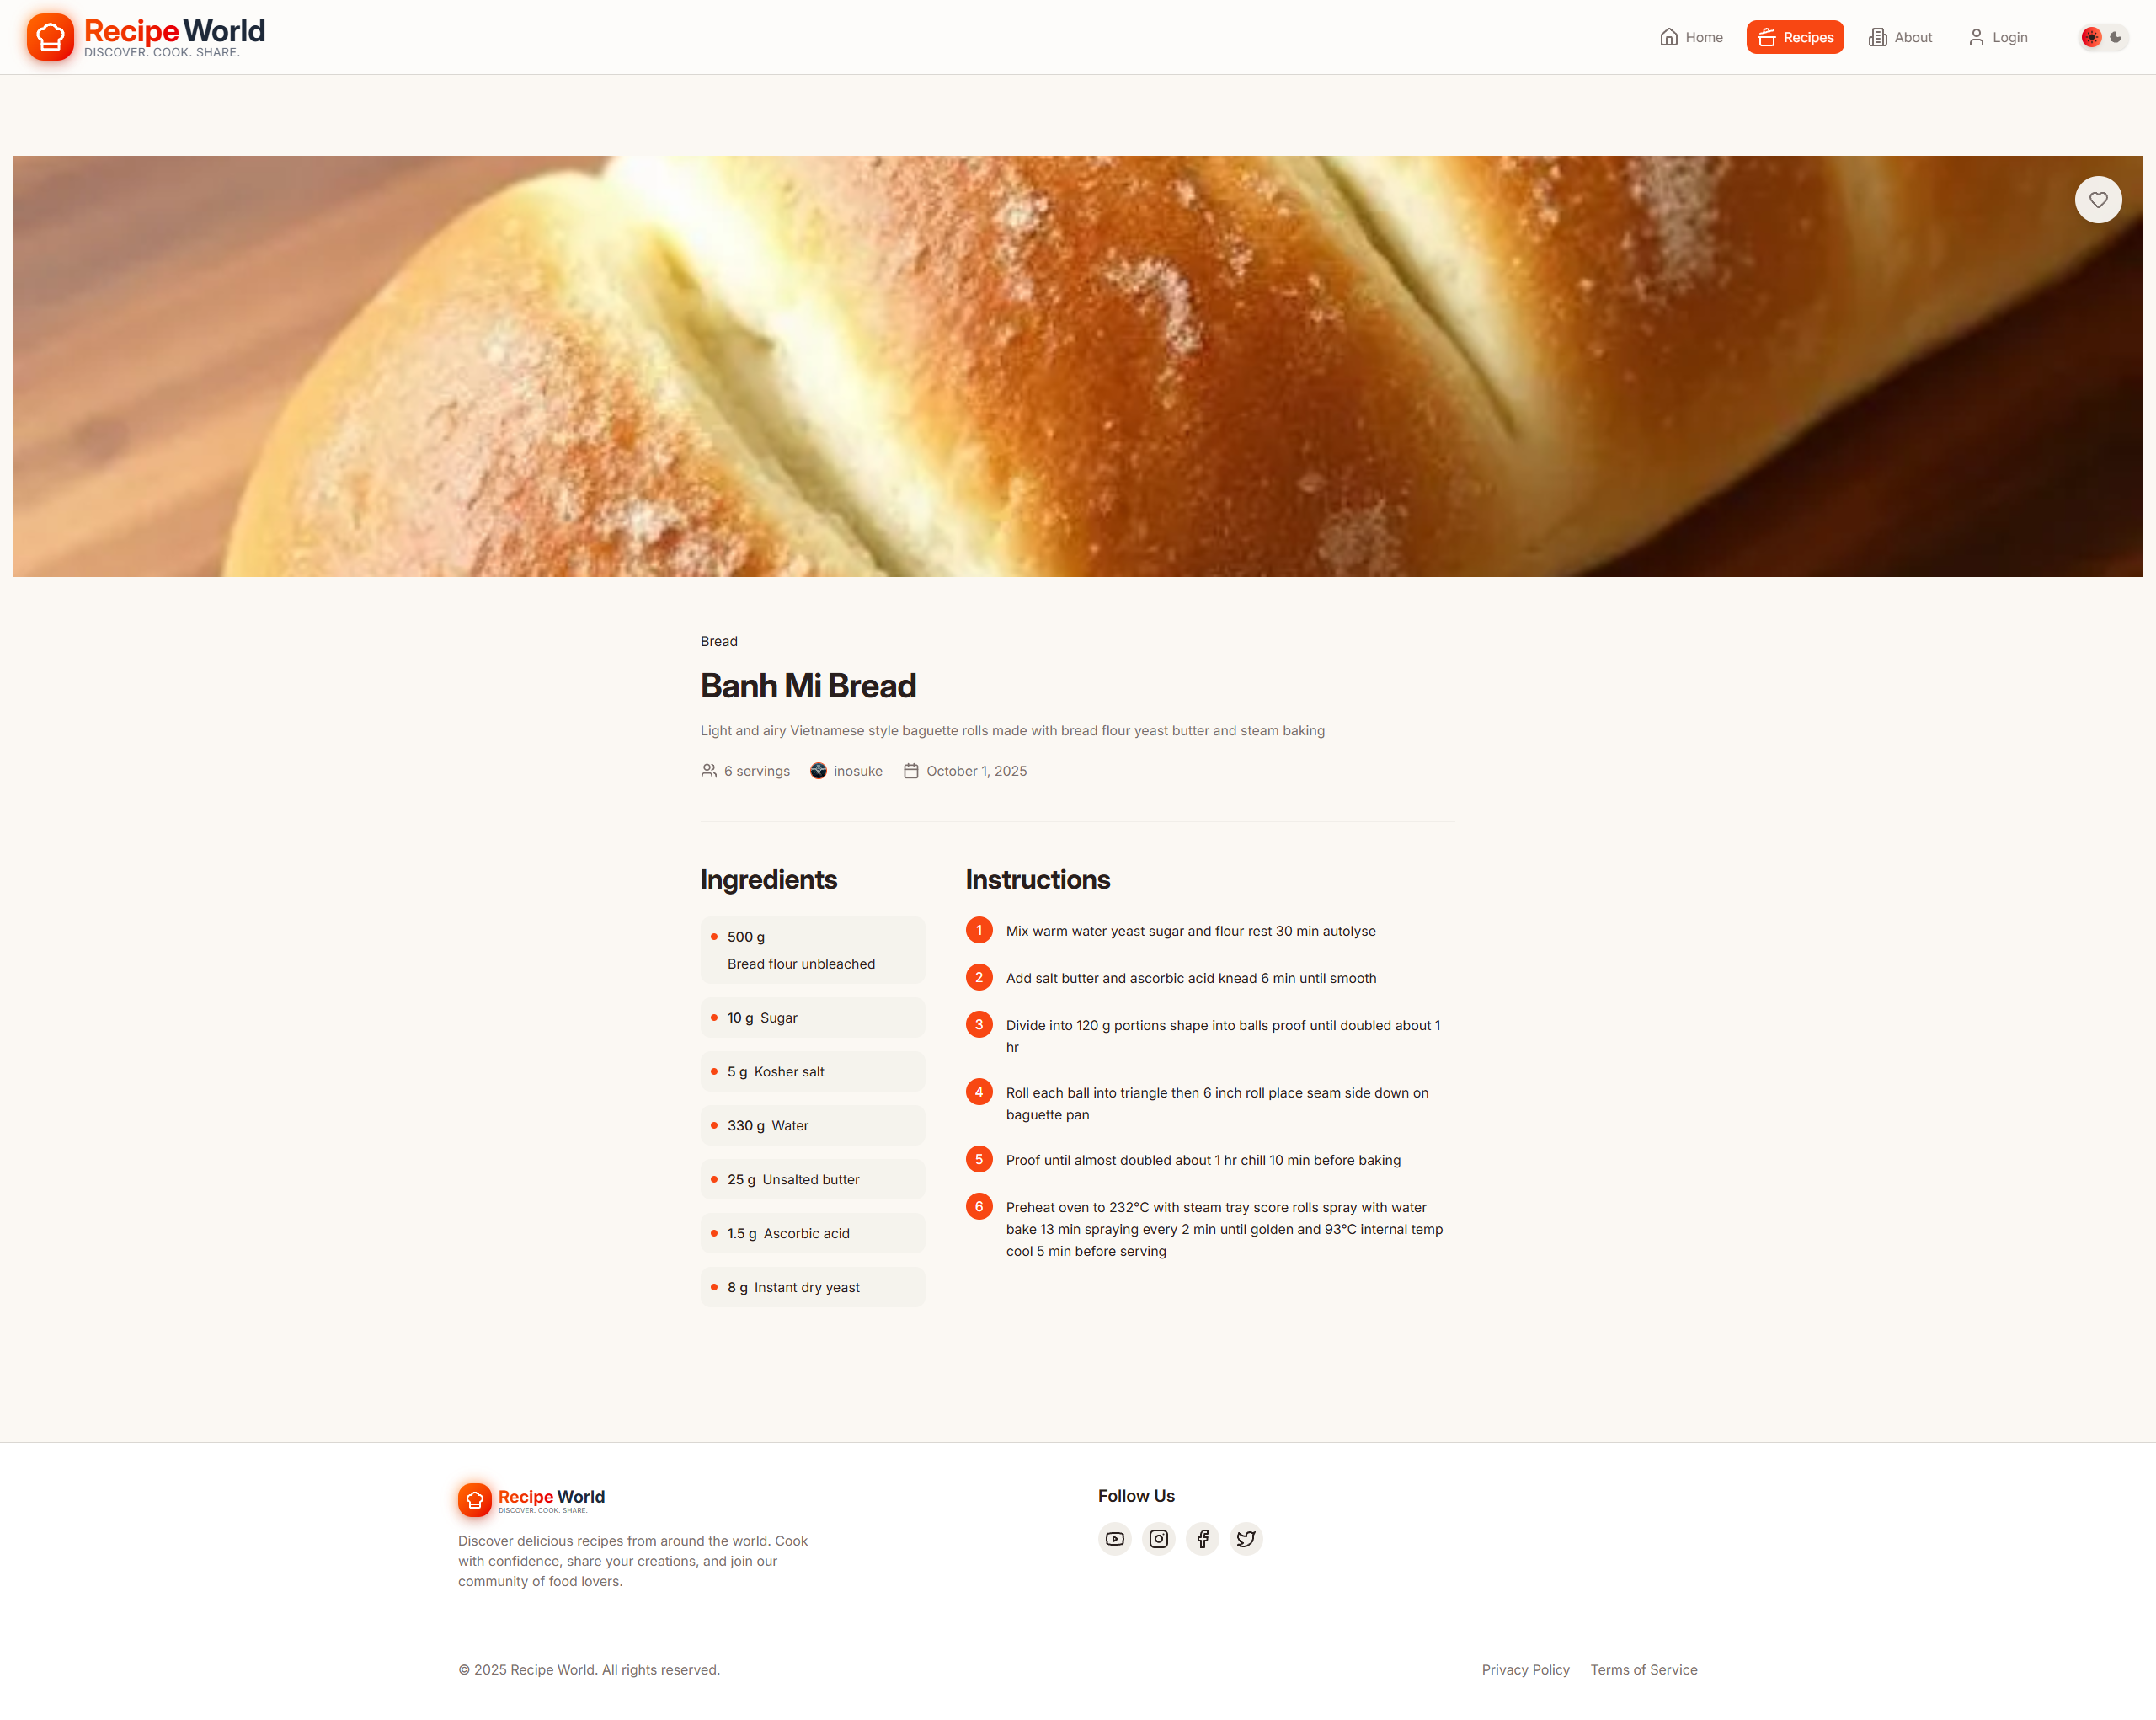 Recipe World
DISCOVER. COOK. SHARE.
Home
Recipes
About
Login
Bread
Banh Mi Bread
Light and airy Vietnamese style baguette rolls made with bread flour yeast butter and steam baking
6 servings
inosuke
October 1, 2025
Ingredients
500 g
Bread flour unbleached
10 g Sugar
5 g Kosher salt
330 g Water
25 g Unsalted butter
1.5 g Ascorbic acid
8 g Instant dry yeast
Instructions
1 Mix warm water yeast sugar and flour rest 30 min autolyse
2 Add salt butter and ascorbic acid knead 6 min until smooth
3 Divide into 120 g portions shape into balls proof until doubled about 1
hr
4 Roll each ball into triangle then 6 inch roll place seam side down on
baguette pan
5 Proof until almost doubled about 1 hr chill 10 min before baking
6 Preheat oven to 232°C with steam tray score rolls spray with water
bake 13 min spraying every 2 min until golden and 93°C internal temp
cool 5 min before serving
Recipe World
DISCOVER. COOK. SHARE.
Discover delicious recipes from around the world. Cook
with confidence, share your creations, and join our
community of food lovers.
Follow Us
© 2025 Recipe World. All rights reserved.
Privacy Policy
Terms of Service